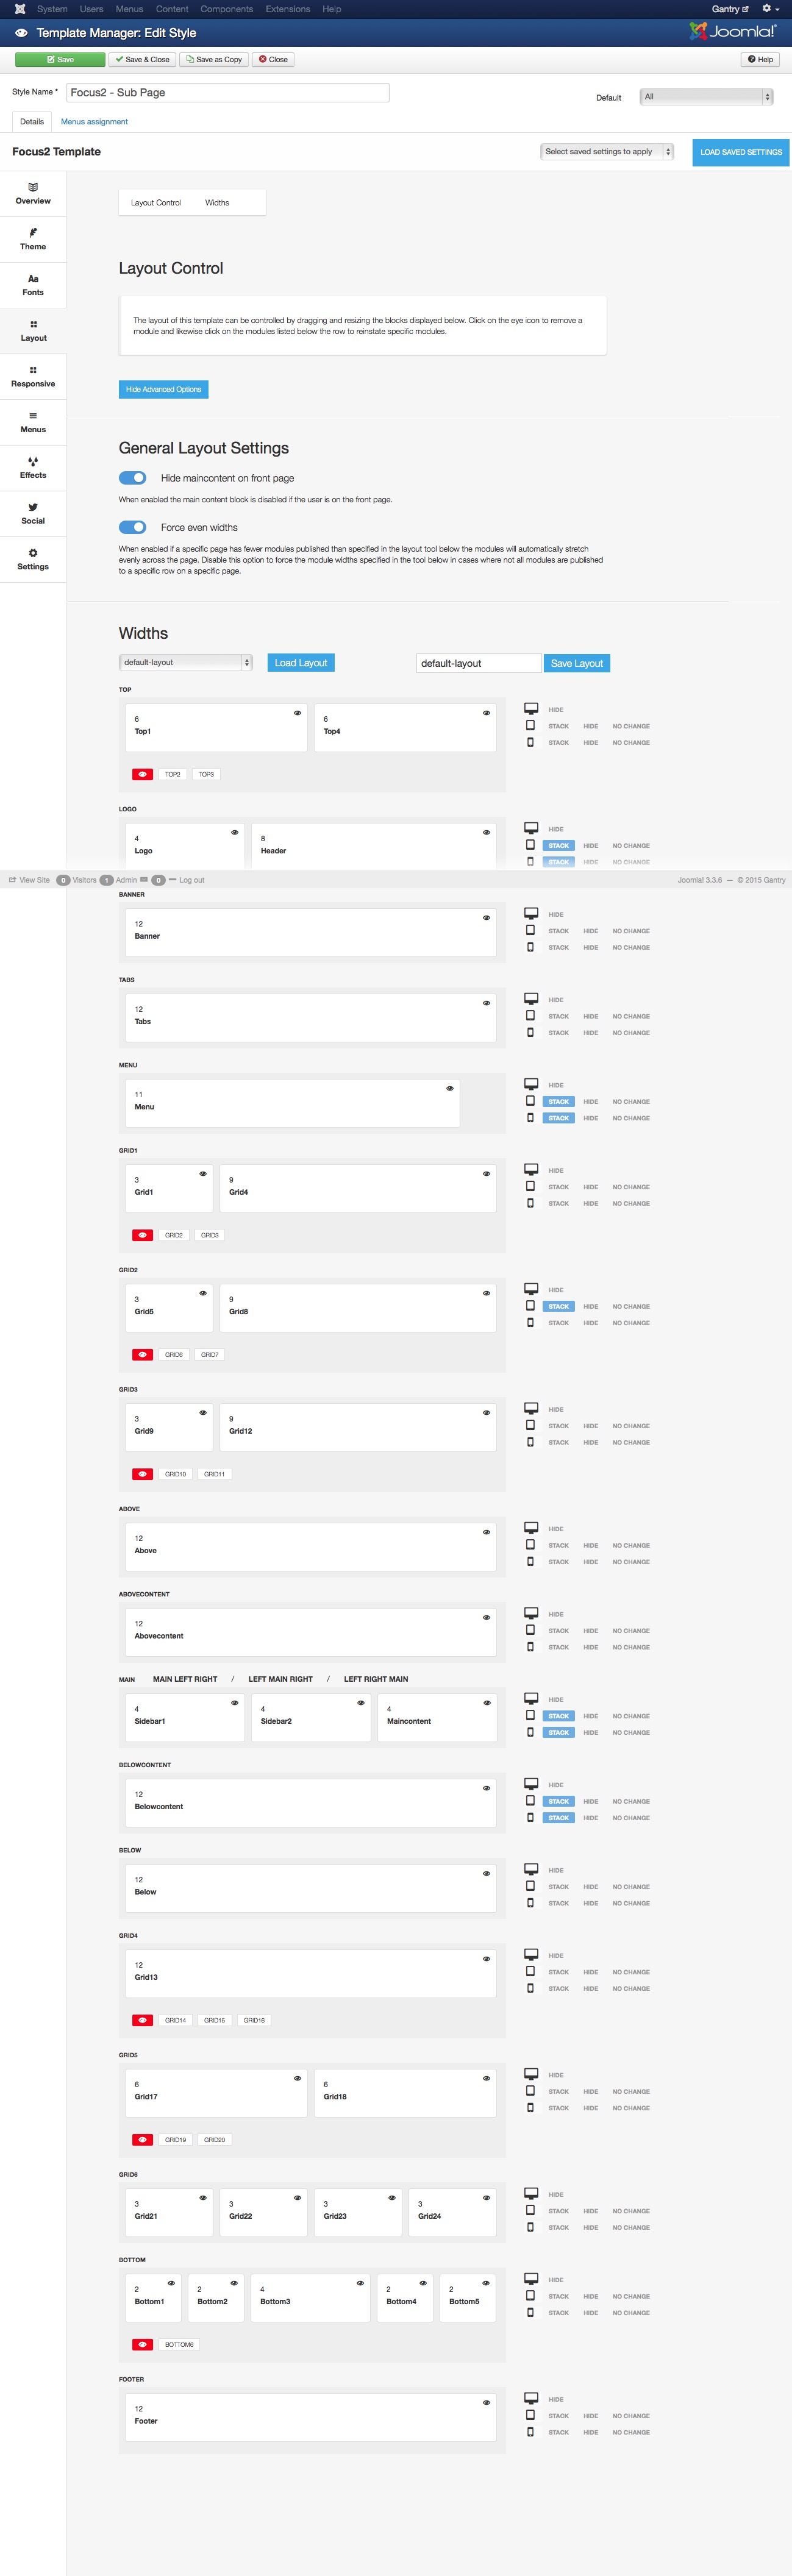 System Users Menus Content Components Extensions Help Gantry
Template Manager: Edit Style Joomla!
Save Save & Close Save as Copy Close Help
Style Name * Focus2 - Sub Page Default All
Details Menus assignment
Focus2 Template Select saved settings to apply LOAD SAVED SETTINGS
Overview
Theme
Aa
Fonts
Layout
Responsive
Menus
Effects
Social
Settings
Layout Control Widths
Layout Control
The layout of this template can be controlled by dragging and resizing the blocks displayed below. Click on the eye icon to remove a
module and likewise click on the modules listed below the row to reinstate specific modules.
Hide Advanced Options
General Layout Settings
Hide maincontent on front page
When enabled the main content block is disabled if the user is on the front page.
Force even widths
When enabled if a specific page has fewer modules published than specified in the layout tool below the modules will automatically stretch
evenly across the page. Disable this option to force the module widths specified in the tool below in cases where not all modules are published
to a specific row on a specific page.
Widths
default-layout Load Layout default-layout Save Layout
TOP
HIDE
6 6
STACK HIDE NO CHANGE
Top1 Top4
STACK HIDE NO CHANGE
TOP2 TOP3
LOGO
HIDE
4 8
STACK HIDE NO CHANGE
Logo Header
STACK HIDE NO CHANGE
View Site 0 Visitors 1 Admin 0 Log out Joomla! 3.3.6 — © 2015 Gantry
BANNER
HIDE
12
STACK HIDE NO CHANGE
Banner
STACK HIDE NO CHANGE
TABS
HIDE
12
STACK HIDE NO CHANGE
Tabs
STACK HIDE NO CHANGE
MENU
HIDE
11
STACK HIDE NO CHANGE
Menu
STACK HIDE NO CHANGE
GRID1
HIDE
3 9
STACK HIDE NO CHANGE
Grid1 Grid4
STACK HIDE NO CHANGE
GRID2 GRID3
GRID2
HIDE
3 9
STACK HIDE NO CHANGE
Grid5 Grid8
STACK HIDE NO CHANGE
GRID6 GRID7
GRID3
HIDE
3 9
STACK HIDE NO CHANGE
Grid9 Grid12
STACK HIDE NO CHANGE
GRID10 GRID11
ABOVE
HIDE
12
STACK HIDE NO CHANGE
Above
STACK HIDE NO CHANGE
ABOVECONTENT
HIDE
12
STACK HIDE NO CHANGE
Abovecontent
STACK HIDE NO CHANGE
MAIN MAIN LEFT RIGHT / LEFT MAIN RIGHT / LEFT RIGHT MAIN
HIDE
4 4 4
STACK HIDE NO CHANGE
Sidebar1 Sidebar2 Maincontent
STACK HIDE NO CHANGE
BELOWCONTENT
HIDE
12
STACK HIDE NO CHANGE
Belowcontent
STACK HIDE NO CHANGE
BELOW
HIDE
12
STACK HIDE NO CHANGE
Below
STACK HIDE NO CHANGE
GRID4
HIDE
12
STACK HIDE NO CHANGE
Grid13
STACK HIDE NO CHANGE
GRID14 GRID15 GRID16
GRID5
HIDE
6 6
STACK HIDE NO CHANGE
Grid17 Grid18
STACK HIDE NO CHANGE
GRID19 GRID20
GRID6
HIDE
3 3 3 3
STACK HIDE NO CHANGE
Grid21 Grid22 Grid23 Grid24
STACK HIDE NO CHANGE
BOTTOM
HIDE
2 2 4 2 2
STACK HIDE NO CHANGE
Bottom1 Bottom2 Bottom3 Bottom4 Bottom5
STACK HIDE NO CHANGE
BOTTOM6
FOOTER
HIDE
12
STACK HIDE NO CHANGE
Footer
STACK HIDE NO CHANGE